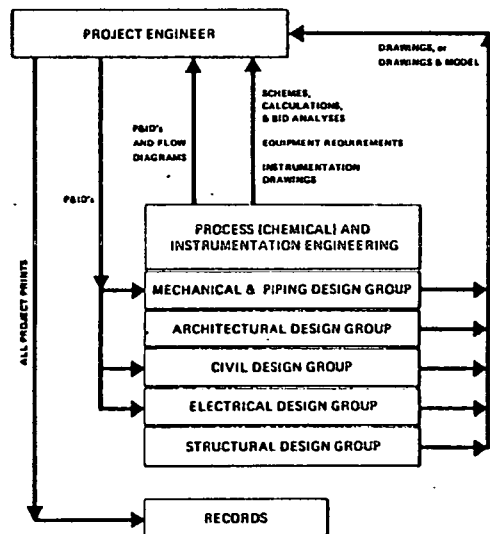 PROJECT ENGINEER
DRAWINGS, or
DRAWINGS & MODEL
SCHEMES,
CALCULATIONS,
& BID ANALYSES
EQUIPMENT REQUIREMENTS
INSTRUMENTATION
DRAWINGS
P&ID's
AND FLOW
DIAGRAMS
P&ID's
ALL PROJECT PRINTS
PROCESS (CHEMICAL) AND
INSTRUMENTATION ENGINEERING
MECHANICAL & PIPING DESIGN GROUP
ARCHITECTURAL DESIGN GROUP
CIVIL DESIGN GROUP
ELECTRICAL DESIGN GROUP
STRUCTURAL DESIGN GROUP
RECORDS